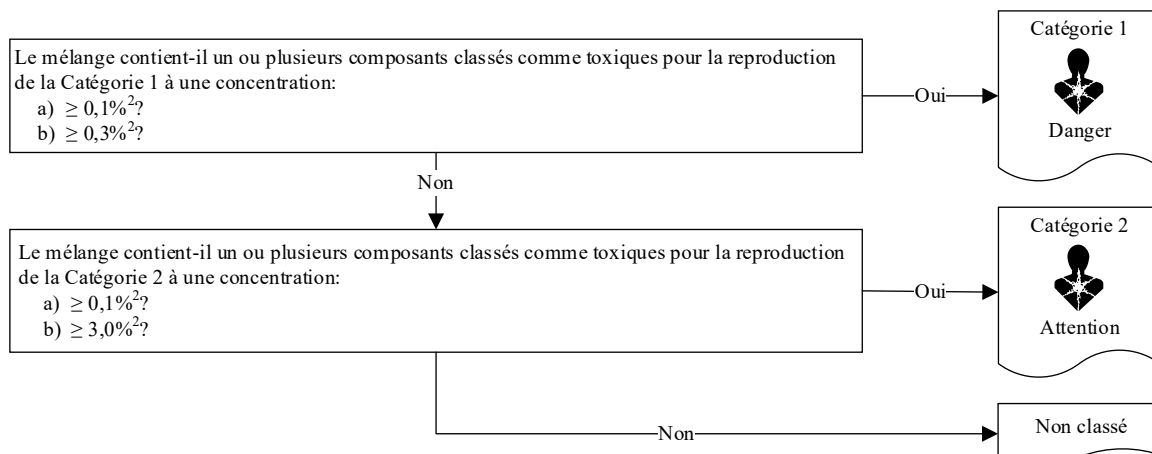 Catégorie 1
Le mélange contient-il un ou plusieurs composants classés comme toxiques pour la reproduction
de la Catégorie 1 à une concentration:
a) ≥ 0,1%²?
b) ≥ 0,3%²?
Oui
Danger
Non
Catégorie 2
Le mélange contient-il un ou plusieurs composants classés comme toxiques pour la reproduction
de la Catégorie 2 à une concentration:
a) ≥ 0,1%²?
b) ≥ 3,0%²?
Oui
Attention
Non
Non classé